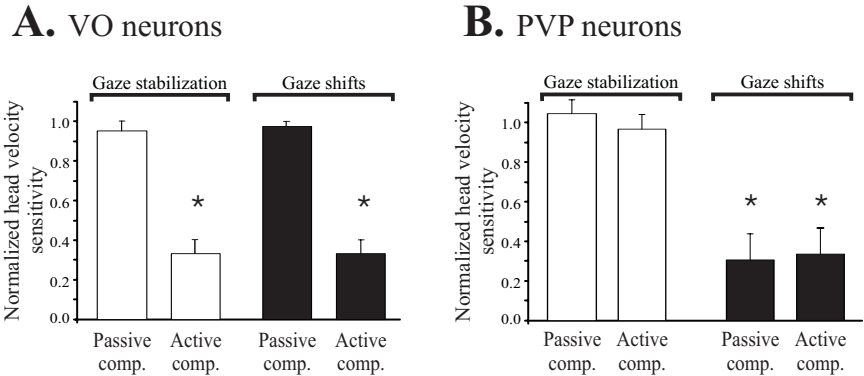 A. VO neurons
Gaze stabilization
Gaze shifts
Normalized head velocity
sensitivity
1.0
0.8
0.6
0.4
0.2
0.0
*
*
Passive
comp.
Active
comp.
Passive
comp.
Active
comp.
B. PVP neurons
Gaze stabilization
Gaze shifts
Normalized head velocity
sensitivity
1.0
0.8
0.6
0.4
0.2
0.0
*
*
Passive
comp.
Active
comp.
Passive
comp.
Active
comp.